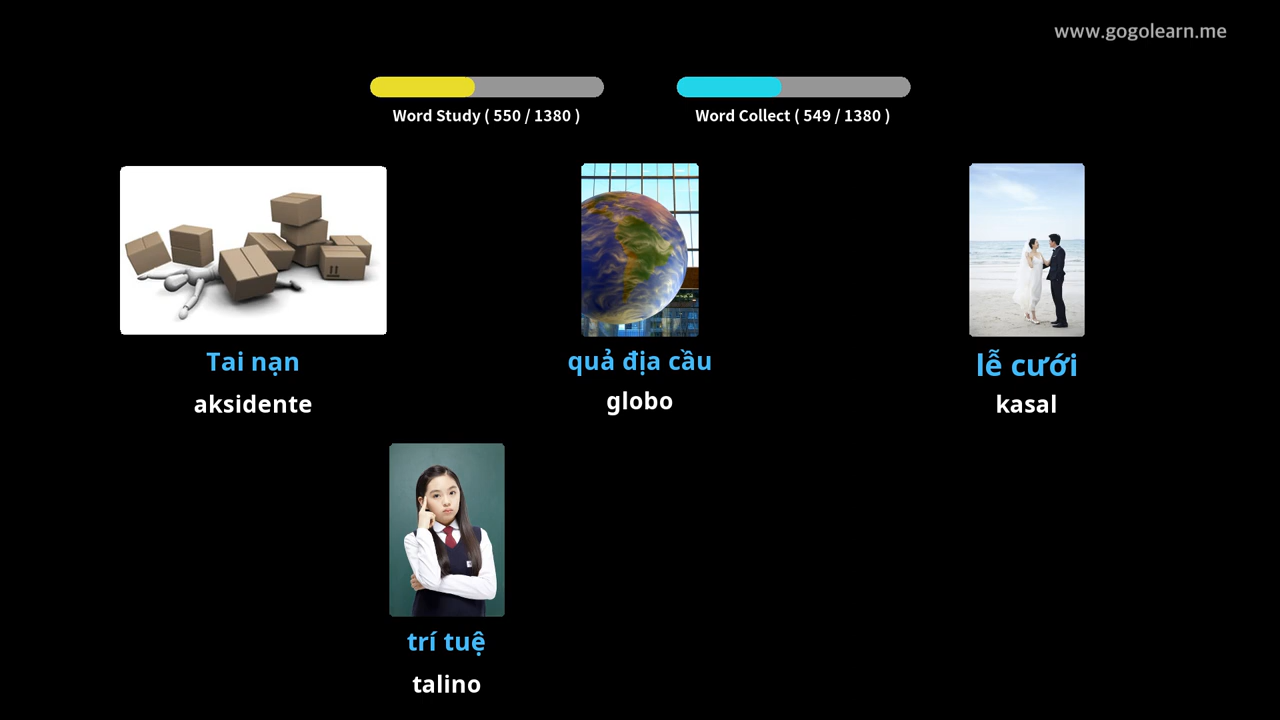 www.gogolearn.me
Word Study ( 550 / 1380 )
Word Collect ( 549 / 1380 )
Tai nạn
aksidente
quả địa cầu
globo
lễ cưới
kasal
trí tuệ
talino